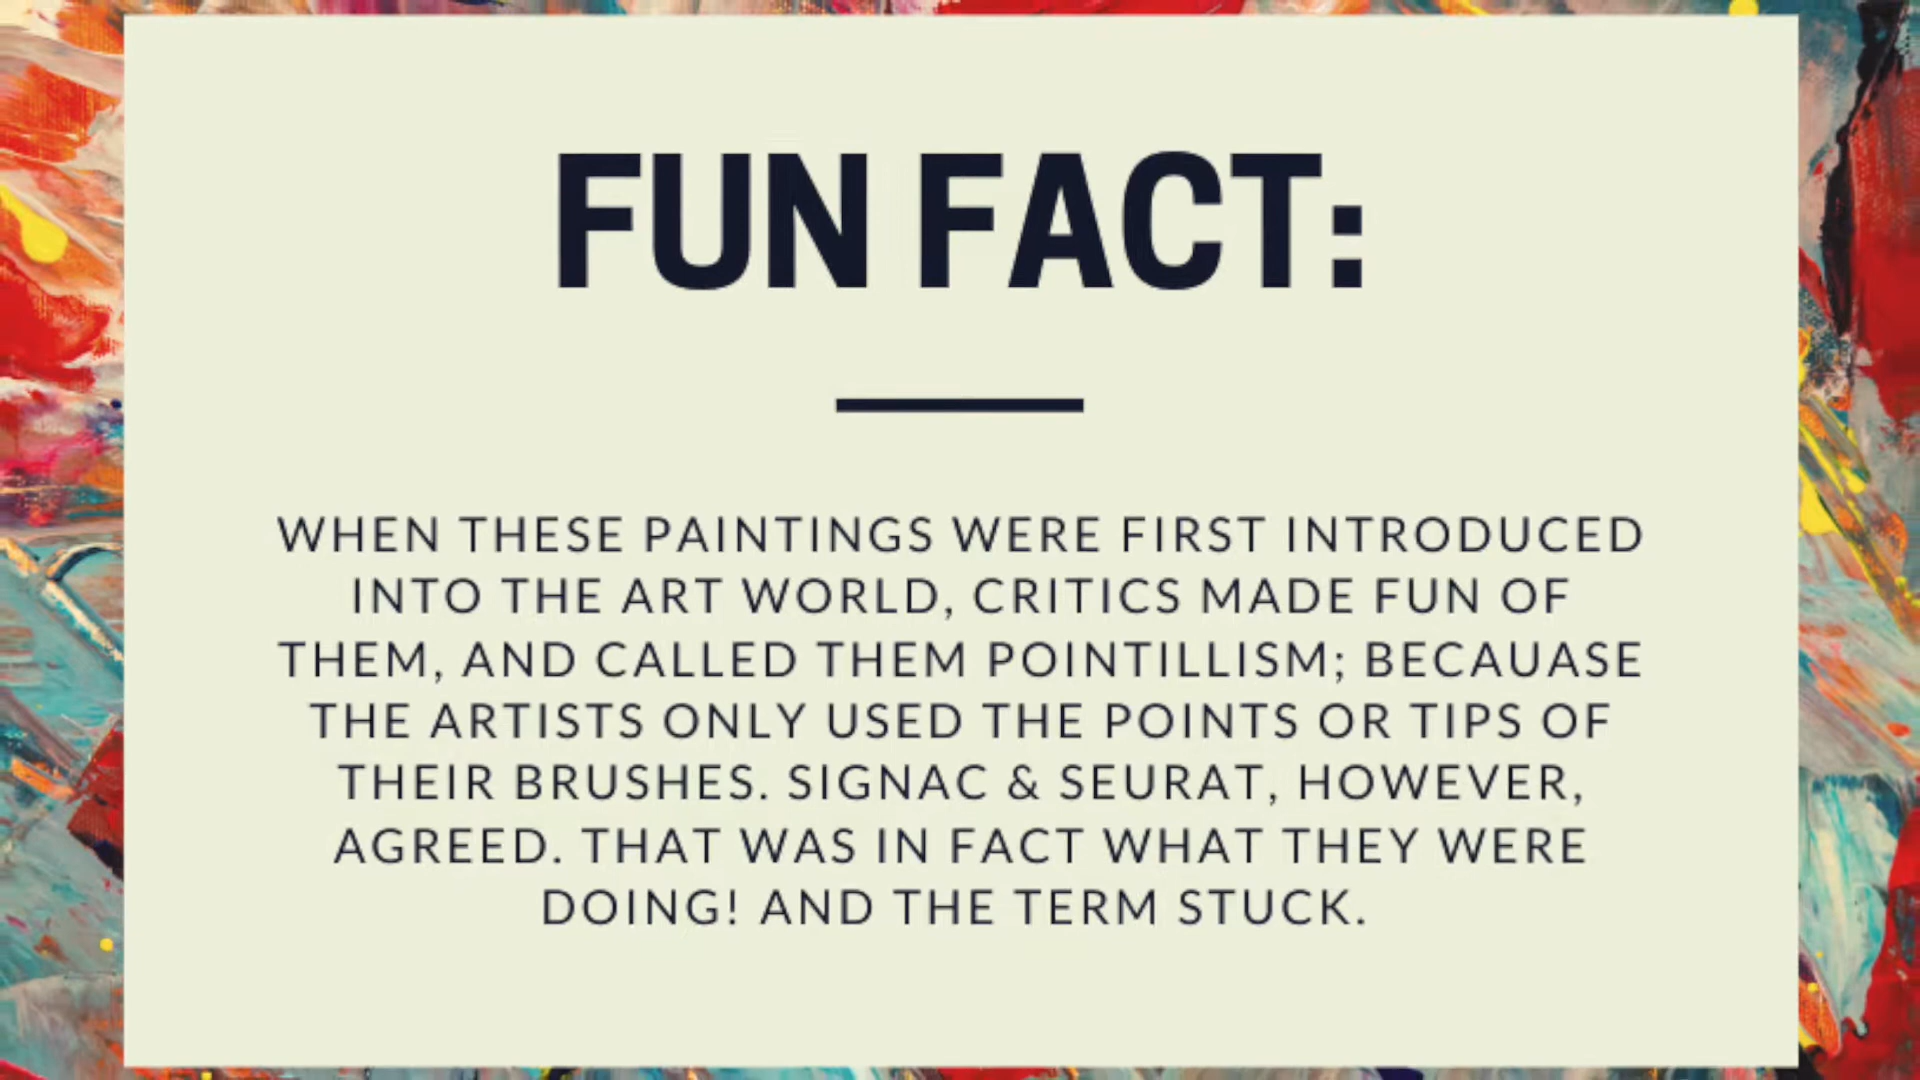 FUN FACT:
WHEN THESE PAINTINGS WERE FIRST INTRODUCED
INTO THE ART WORLD, CRITICS MADE FUN OF
THEM, AND CALLED THEM POINTILLISM; BECAUASE
THE ARTISTS ONLY USED THE POINTS OR TIPS OF
THEIR BRUSHES. SIGNAC & SEURAT, HOWEVER,
AGREED. THAT WAS IN FACT WHAT THEY WERE
DOING! AND THE TERM STUCK.